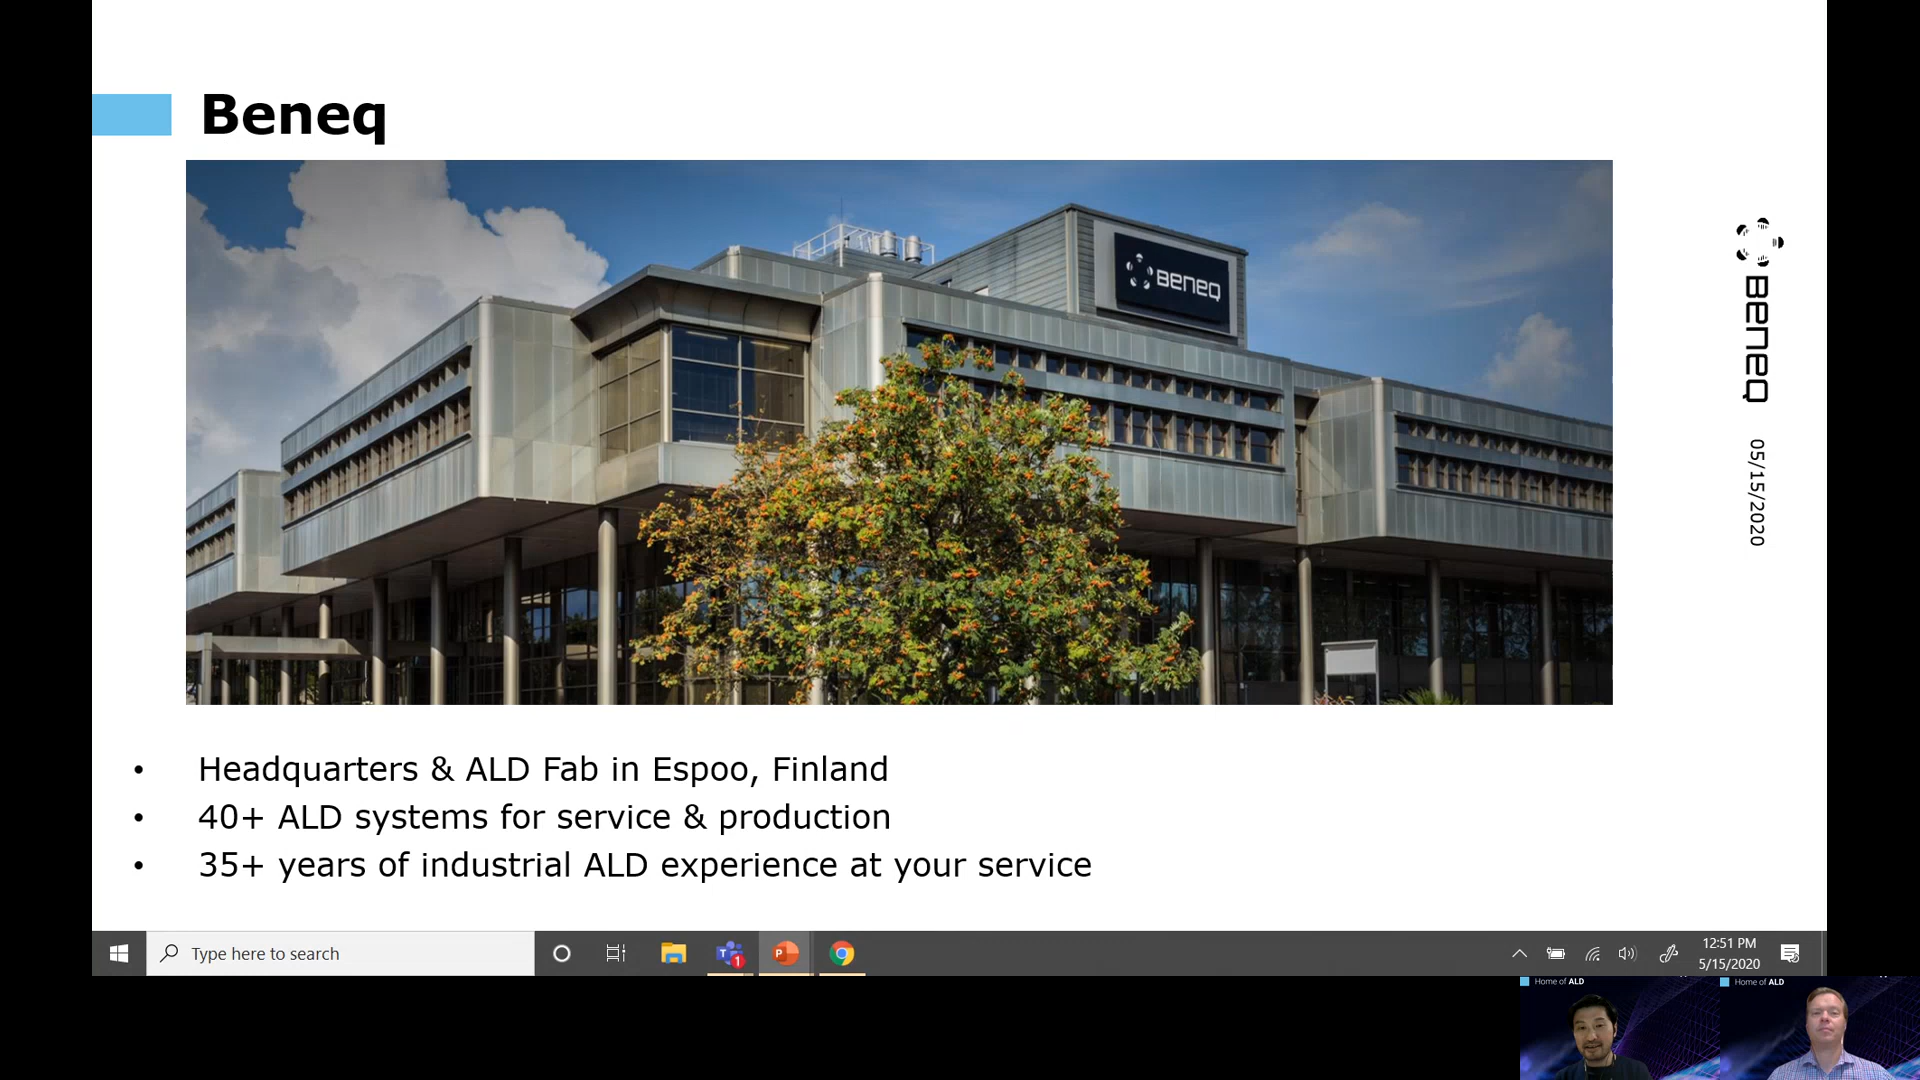 Beneq
Beneq
Beneq
05/15/2020
Headquarters & ALD Fab in Espoo, Finland
40+ ALD systems for service & production
35+ years of industrial ALD experience at your service
Type here to search
T
1
P
12:51 PM
5/15/2020
Home of ALD
Home of ALD